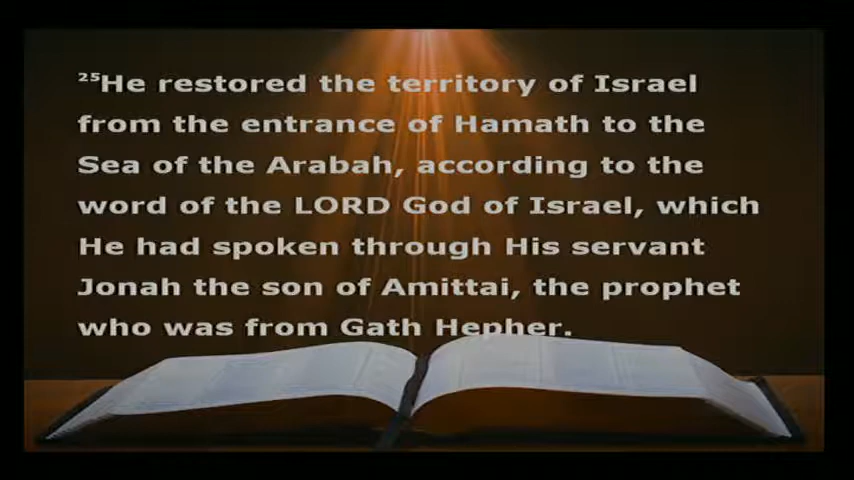 ²⁵He restored the territory of Israel
from the entrance of Hamath to the
Sea of the Arabah, according to the
word of the LORD God of Israel, which
He had spoken through His servant
Jonah the son of Amittai, the prophet
who was from Gath Hepher.